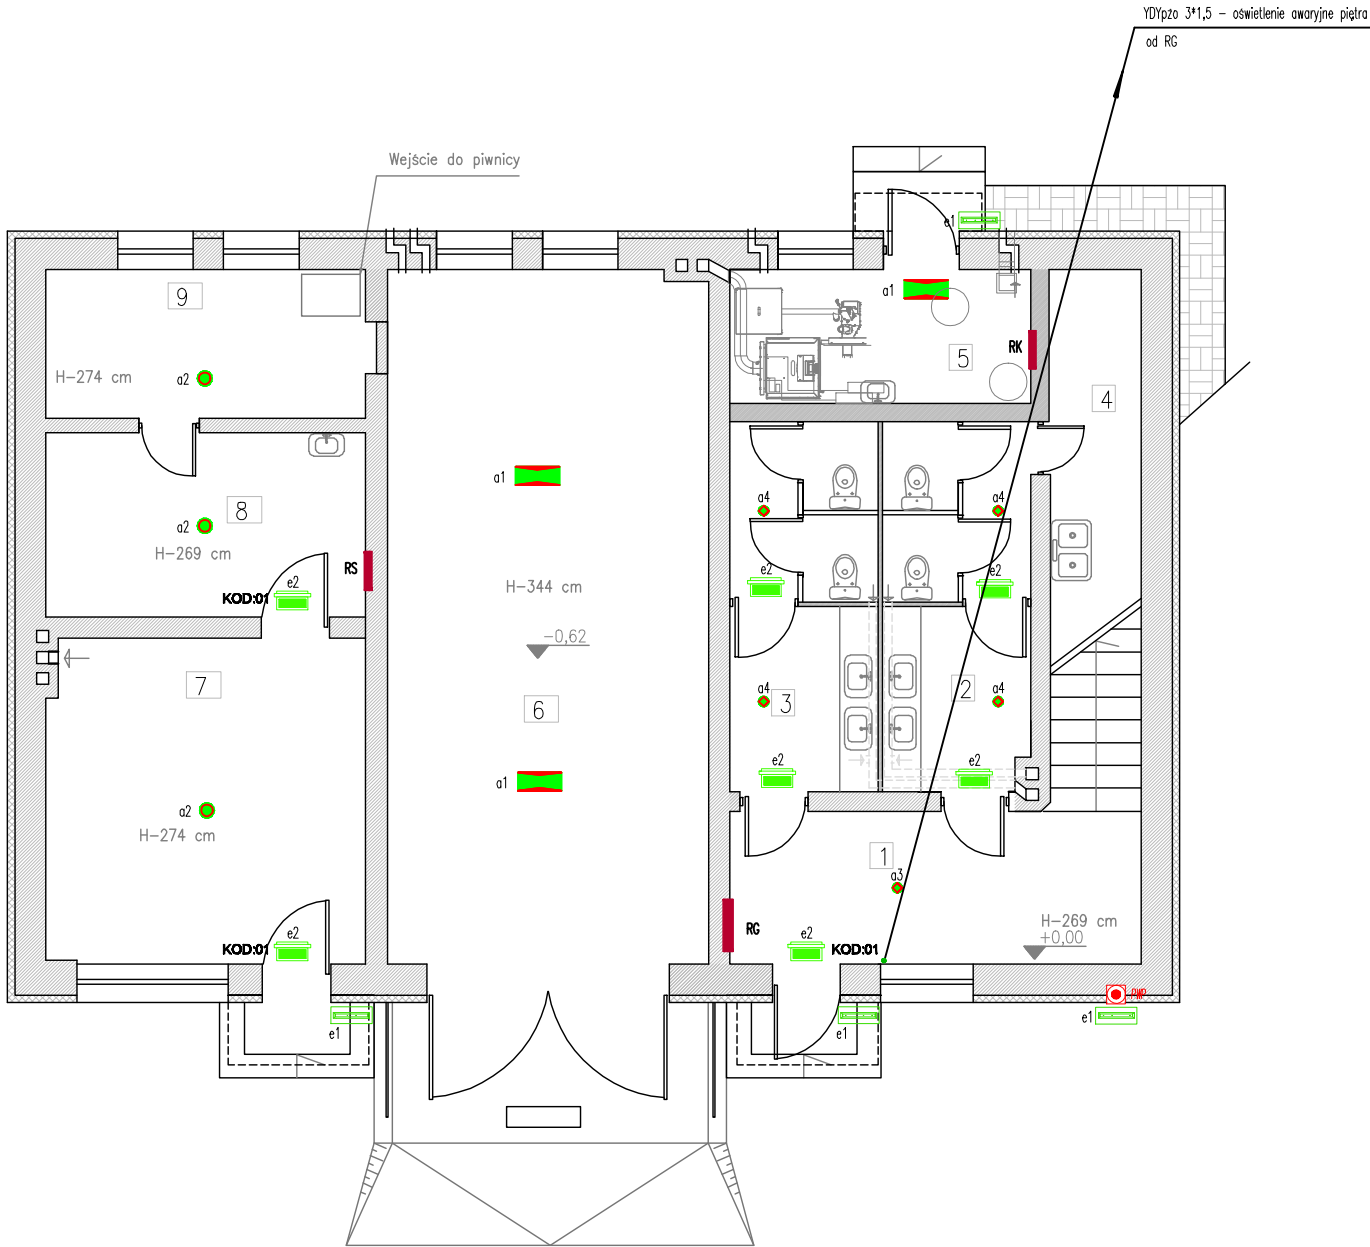 YDYpżo 3*1,5 - oświetlenie awaryjne piętra
od RG
Wejście do piwnicy
e1
9
a1
RK
5
H-274 cm
a2
4
a1
8
a2
H-269 cm
a4
a4
RS
e2
e2
e2
KOD:01
H-344 cm
-0,62
7
6
a4
3
2
a4
e2
e2
a1
a2
H-274 cm
1
a3
RG
H-269 cm
+0,00
e2
KOD:01
e2
KOD:01
PWP
e1
e1
e1